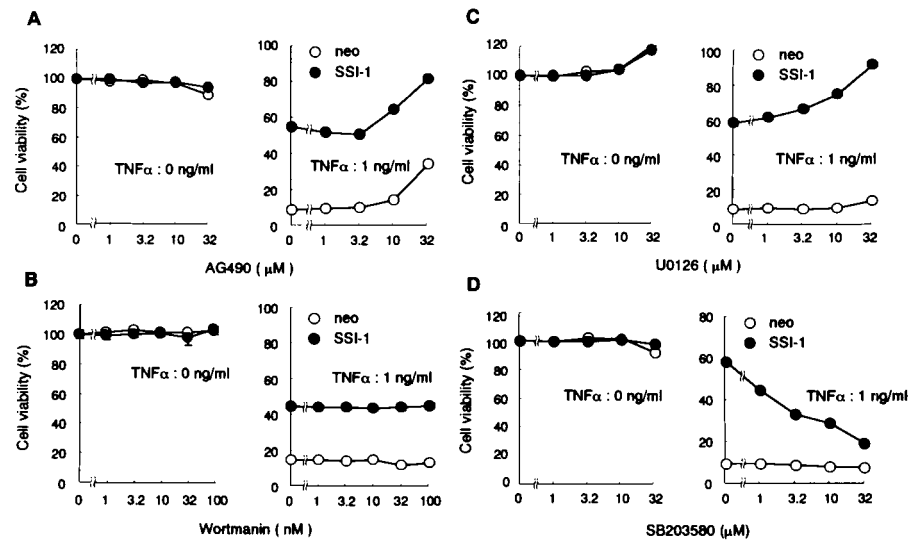 A
Cell viability (%)
120
100
80
60
40
20
0
TNFα : 0 ng/ml
0 1 3.2 10 32
100
80
60
40
20
0
neo
SSI-1
TNFα : 1 ng/ml
0 1 3.2 10 32
AG490 ( μM)
C
Cell viability (%)
120
100
80
60
40
20
0
TNFα : 0 ng/ml
0 1 3.2 10 32
100
80
60
40
20
0
neo
SSI-1
TNFα : 1 ng/ml
0 1 3.2 10 32
U0126 ( μM)
B
Cell viability (%)
120
100
80
60
40
20
0
TNFα : 0 ng/ml
0 1 3.2 10 32 100
100
80
60
40
20
0
neo
SSI-1
TNFα : 1 ng/ml
0 1 3.2 10 32 100
Wortmanin ( nM )
D
Cell viability (%)
120
100
80
60
40
20
0
TNFα : 0 ng/ml
0 1 3.2 10 32
80
60
40
20
0
neo
SSI-1
TNFα : 1 ng/ml
0 1 3.2 10 32
SB203580 (μM)